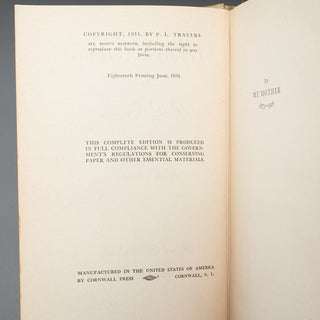 COPYRIGHT, 1934, BY P. L. TRAVERS
ALL RIGHTS RESERVED, including the right to
reproduce this book or portions thereof in any
form.
Eighteenth Printing June, 1945
THIS COMPLETE EDITION IS PRODUCED
IN FULL COMPLIANCE WITH THE GOVERN-
MENT'S REGULATIONS FOR CONSERVING
PAPER AND OTHER ESSENTIAL MATERIALS.
MANUFACTURED IN THE UNITED STATES OF AMERICA
BY CORNWALL PRESS CORNWALL, N. Y.
TO
MY MOTHER